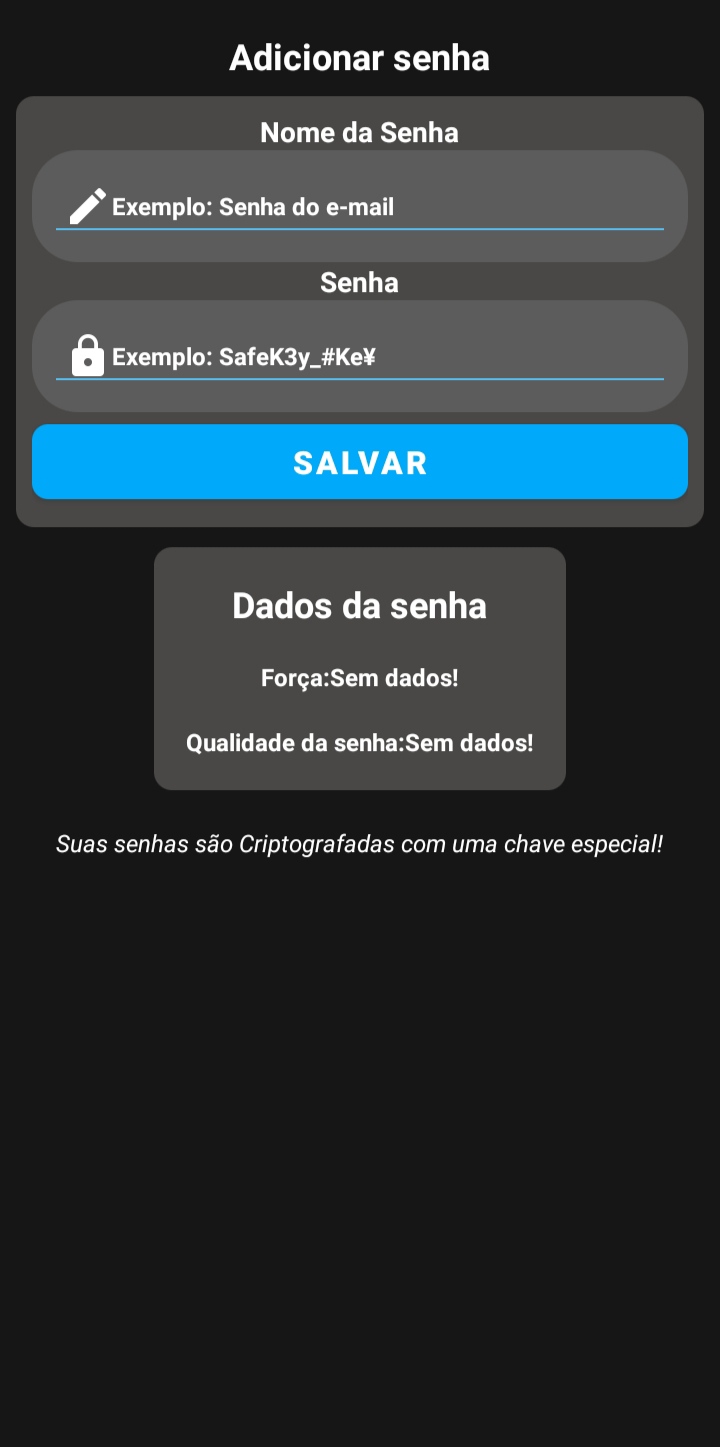 Adicionar senha
Nome da Senha
Exemplo: Senha do e-mail
Senha
Exemplo: SafeK3y_#Ke¥
SALVAR
Dados da senha
Força:Sem dados!
Qualidade da senha:Sem dados!
Suas senhas são Criptografadas com uma chave especial!